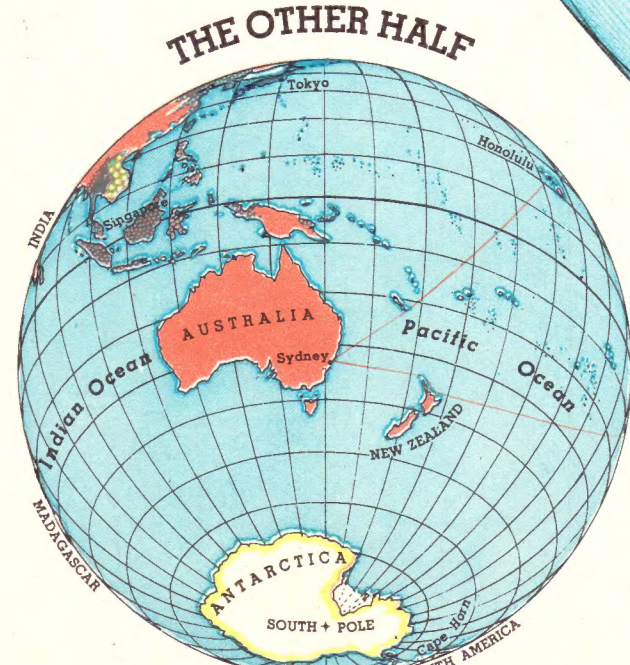 THE OTHER HALF
Tokyo
Honolulu
INDIA
Singapore
AUSTRALIA
Sydney
Pacific
Ocean
Indian Ocean
NEW ZEALAND
MADAGASCAR
ANTARCTICA
SOUTH + POLE
Cape Horn
AMERICA